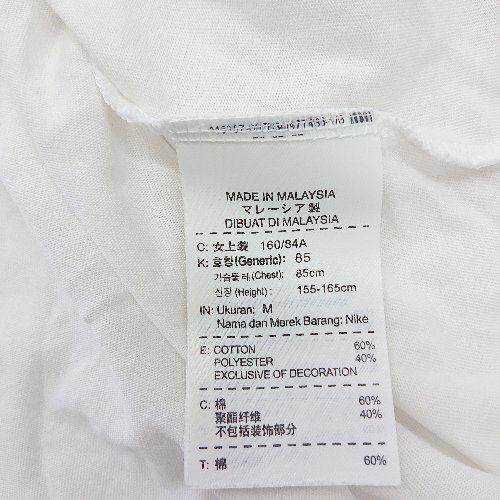 MADE IN MALAYSIA
マレーシア製
DIBUAT DI MALAYSIA
C: 女上装 160/84A
K: 호칭(Generic): 85
가슴둘레(Chest): 85cm
신장(Height): 155-165cm
IN: Ukuran: M
Nama dan Merek Barang: Nike
E: COTTON 60%
POLYESTER 40%
EXCLUSIVE OF DECORATION
C: 棉 60%
聚酯纤维 40%
不包括装饰部分
T: 棉 60%